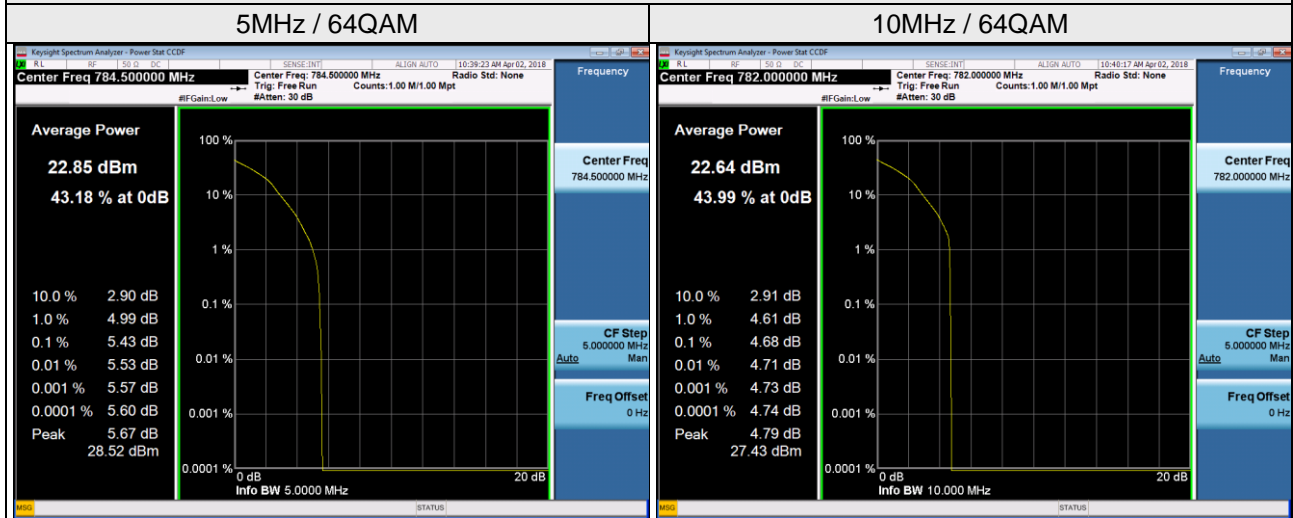 5MHz / 64QAM
10MHz / 64QAM
Keysight Spectrum Analyzer - Power Stat CCDF
RL RF 50 Ω DC SENSE:INT ALIGN AUTO 10:39:23 AM Apr 02, 2018
Center Freq 784.500000 MHz
Center Freq: 784.500000 MHz Radio Std: None
Trig: Free Run Counts:1.00 M/1.00 Mpt
#IFGain:Low #Atten: 30 dB
Average Power
22.85 dBm
43.18 % at 0dB
10.0 % 2.90 dB
1.0 % 4.99 dB
0.1 % 5.43 dB
0.01 % 5.53 dB
0.001 % 5.57 dB
0.0001 % 5.60 dB
Peak 5.67 dB
28.52 dBm
100 %
10 %
1 %
0.1 %
0.01 %
0.001 %
0.0001 %
0 dB 20 dB
Info BW 5.0000 MHz
Frequency
Center Freq
784.500000 MHz
CF Step
5.000000 MHz
Auto Man
Freq Offset
0 Hz
MSG STATUS
Keysight Spectrum Analyzer - Power Stat CCDF
RL RF 50 Ω DC SENSE:INT ALIGN AUTO 10:40:17 AM Apr 02, 2018
Center Freq 782.000000 MHz
Center Freq: 782.000000 MHz Radio Std: None
Trig: Free Run Counts:1.00 M/1.00 Mpt
#IFGain:Low #Atten: 30 dB
Average Power
22.64 dBm
43.99 % at 0dB
10.0 % 2.91 dB
1.0 % 4.61 dB
0.1 % 4.68 dB
0.01 % 4.71 dB
0.001 % 4.73 dB
0.0001 % 4.74 dB
Peak 4.79 dB
27.43 dBm
100 %
10 %
1 %
0.1 %
0.01 %
0.001 %
0.0001 %
0 dB 20 dB
Info BW 10.000 MHz
Frequency
Center Freq
782.000000 MHz
CF Step
5.000000 MHz
Auto Man
Freq Offset
0 Hz
MSG STATUS